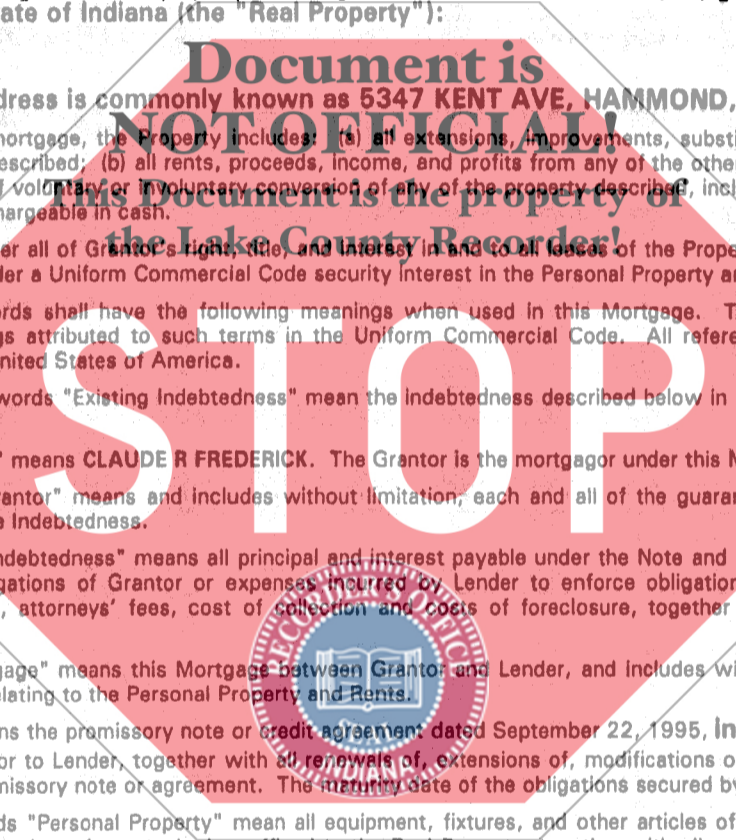 ate of Indiana (the "Real Property"):
Document is
dress is commonly known as 5347 KENT AVE, HAMMOND,
NOT OFFICIAL!
mortgage, the Property includes: (a) all extensions, improvements, substi
escribed; (b) all rents, proceeds, income, and profits from any of the othe
f voluntary or involuntary conversion of any of the property described, incl
This Document is the property of
hargeable in cash.
the Lake County Recorder!
er all of Grantor's right, title, and interest in and to all leases of the Prope
der a Uniform Commercial Code security interest in the Personal Property a
rds shall have the following meanings when used in this Mortgage. T
gs attributed to such terms in the Uniform Commercial Code. All refere
nited States of America.
STOP
words "Existing Indebtedness" mean the indebtedness described below in
" means CLAUDE R FREDERICK. The Grantor is the mortgagor under this M
rantor" means and includes without limitation, each and all of the guaran
e Indebtedness.
ndebtedness" means all principal and interest payable under the Note and
gations of Grantor or expenses incurred by Lender to enforce obligation
, attorneys' fees, cost of collection and costs of foreclosure, together
RECORDER'S OFFICE
SEAL
INDIANA
gage" means this Mortgage between Grantor and Lender, and includes wi
elating to the Personal Property and Rents.
ns the promissory note or credit agreement dated September 22, 1995, in
or to Lender, together with all renewals of, extensions of, modifications o
missory note or agreement. The maturity date of the obligations secured by
ds "Personal Property" mean all equipment, fixtures, and other articles of